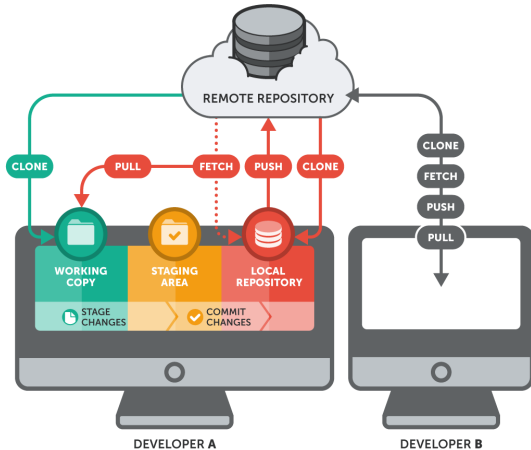 REMOTE REPOSITORY
CLONE
PULL
FETCH
PUSH
CLONE
CLONE
FETCH
PUSH
PULL
WORKING
COPY
STAGING
AREA
LOCAL
REPOSITORY
STAGE
CHANGES
COMMIT
CHANGES
DEVELOPER A
DEVELOPER B